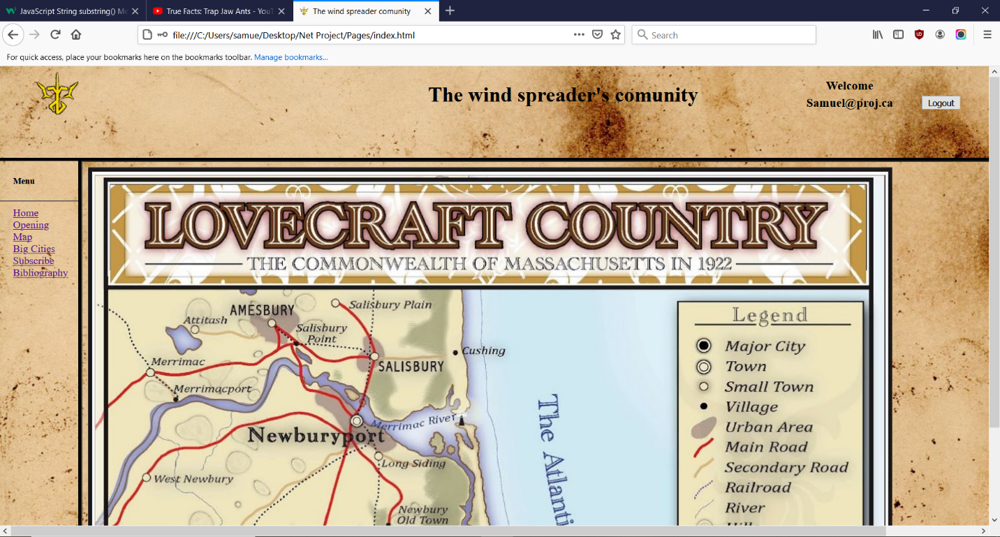 JavaScript String substring() Me
True Facts: Trap Jaw Ants - YouT
The wind spreader comunity
file:///C:/Users/samue/Desktop/Net Project/Pages/index.html
Search
For quick access, place your bookmarks here on the bookmarks toolbar. Manage bookmarks...
The wind spreader's comunity
Welcome
Samuel@proj.ca
Logout
Menu
Home
Opening
Map
Big Cities
Subscribe
Bibliography
LOVECRAFT COUNTRY
THE COMMONWEALTH OF MASSACHUSETTS IN 1922
AMESBURY
Salisbury Plain
Attitash
Salisbury
Point
Cushing
Merrimac
SALISBURY
Merrimacport
Merrimac River
Newburyport
Long Siding
West Newbury
Newbury
Old Town
The Atlanti
Legend
Major City
Town
Small Town
Village
Urban Area
Main Road
Secondary Road
Railroad
River